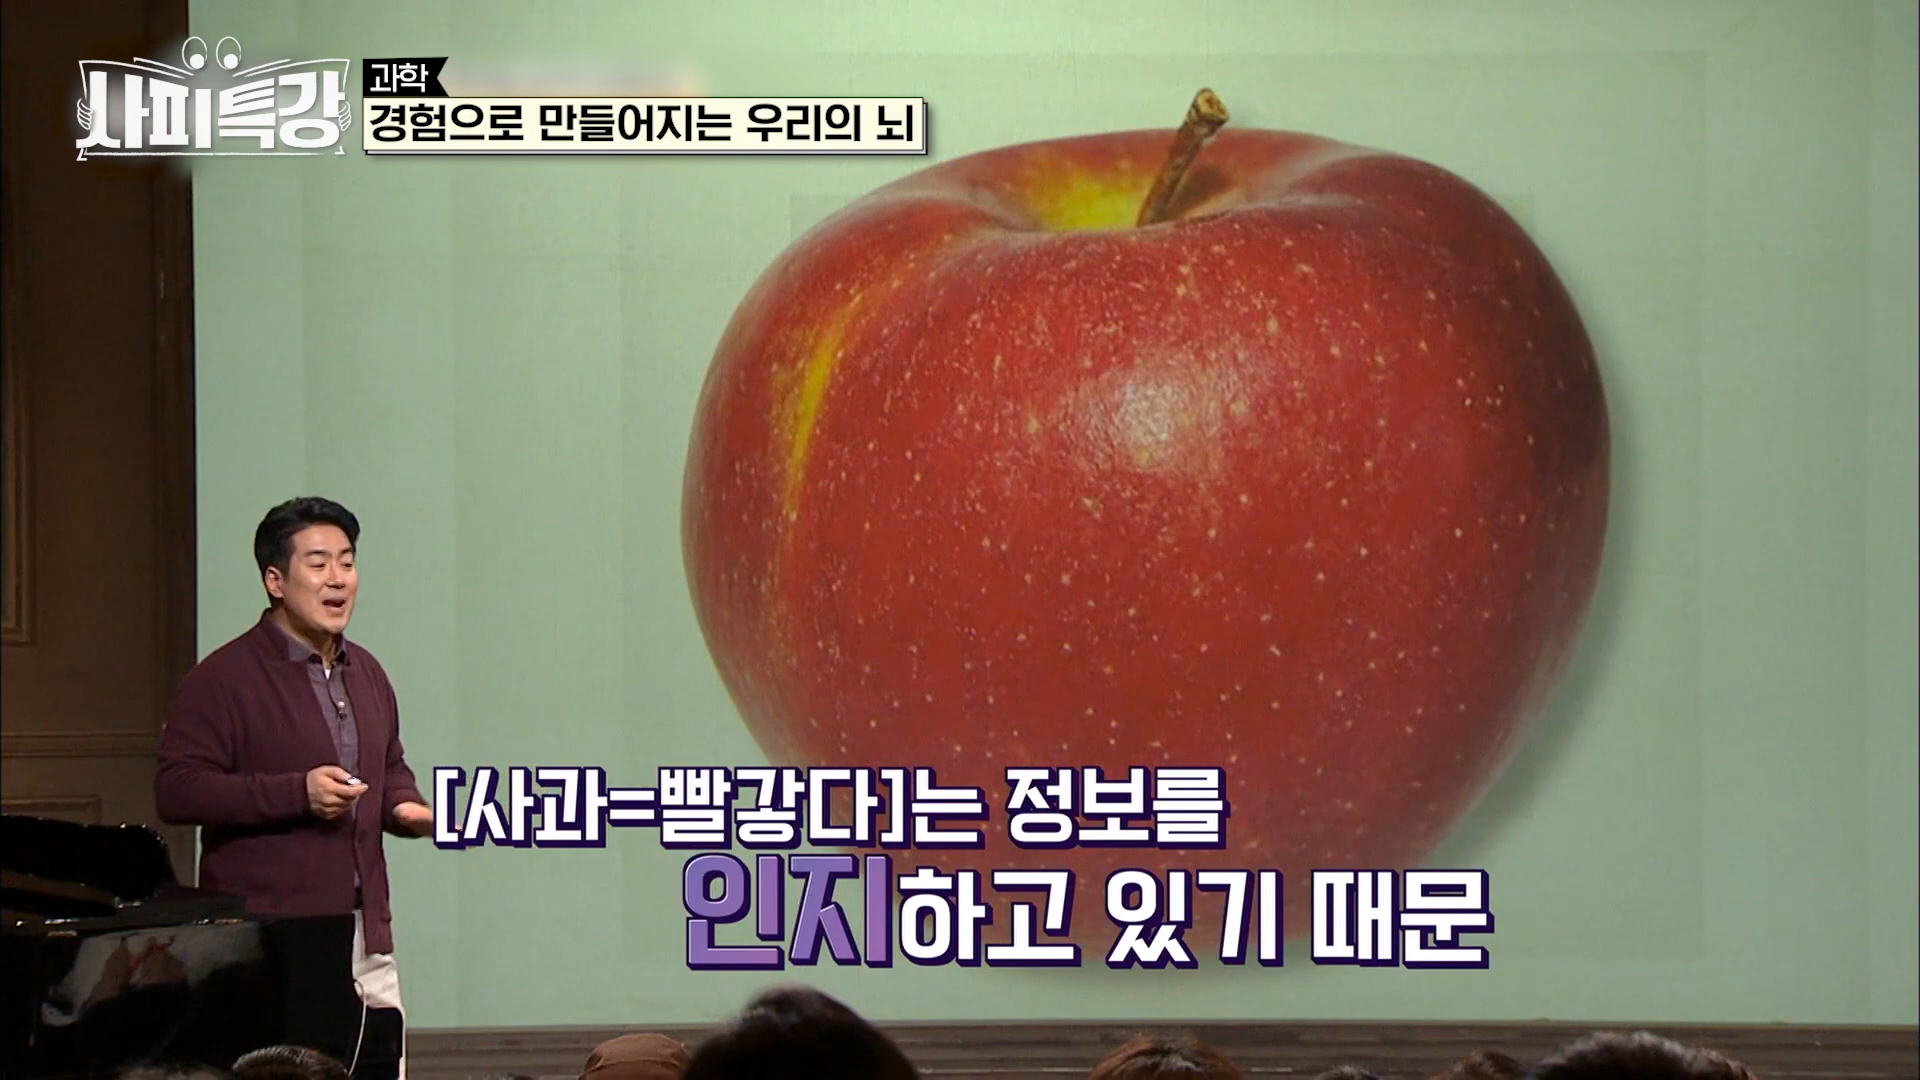 사피특강
과학
경험으로 만들어지는 우리의 뇌
[사과=빨갛다]는 정보를
인지하고 있기 때문